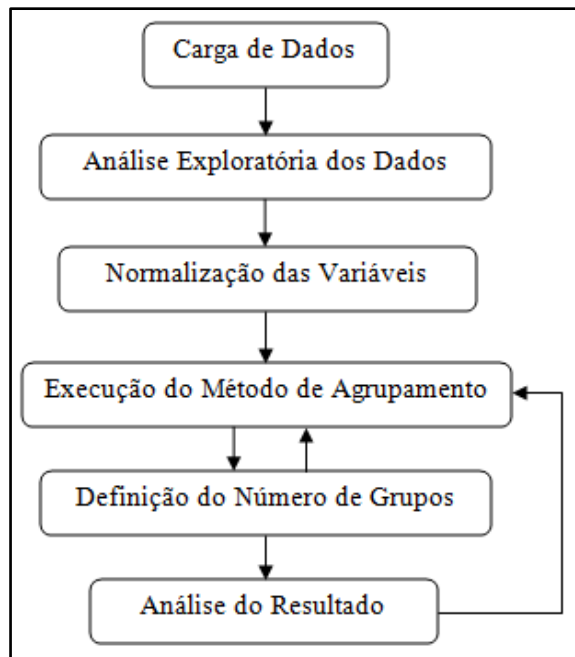 Carga de Dados
Análise Exploratória dos Dados
Normalização das Variáveis
Execução do Método de Agrupamento
Definição do Número de Grupos
Análise do Resultado